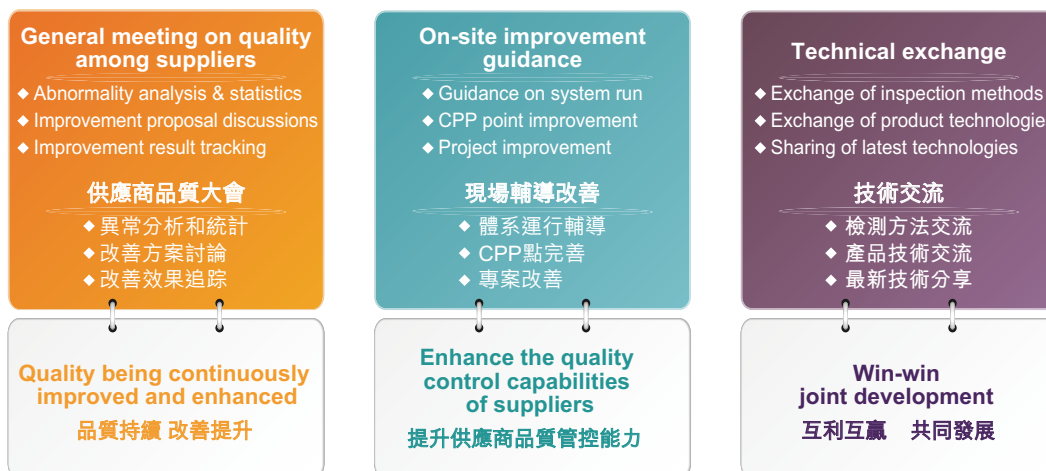 General meeting on quality
among suppliers
◆ Abnormality analysis & statistics
◆ Improvement proposal discussions
◆ Improvement result tracking
供應商品質大會
◆ 異常分析和統計
◆ 改善方案討論
◆ 改善效果追踪
Quality being continuously
improved and enhanced
品質持續 改善提升
On-site improvement
guidance
◆ Guidance on system run
◆ CPP point improvement
◆ Project improvement
現場輔導改善
◆ 體系運行輔導
◆ CPP點完善
◆ 專案改善
Enhance the quality
control capabilities
of suppliers
提升供應商品質管控能力
Technical exchange
◆ Exchange of inspection methods
◆ Exchange of product technologie
◆ Sharing of latest technologies
技術交流
◆ 檢測方法交流
◆ 產品技術交流
◆ 最新技術分享
Win-win
joint development
互利互贏 共同發展